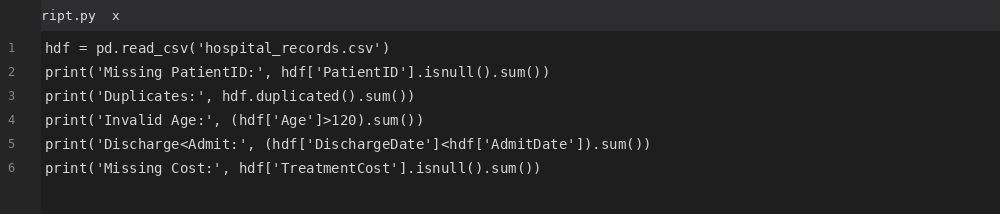 ript.py x
1 hdf = pd.read_csv('hospital_records.csv')
2 print('Missing PatientID:', hdf['PatientID'].isnull().sum())
3 print('Duplicates:', hdf.duplicated().sum())
4 print('Invalid Age:', (hdf['Age']>120).sum())
5 print('Discharge<Admit:', (hdf['DischargeDate']<hdf['AdmitDate']).sum())
6 print('Missing Cost:', hdf['TreatmentCost'].isnull().sum())